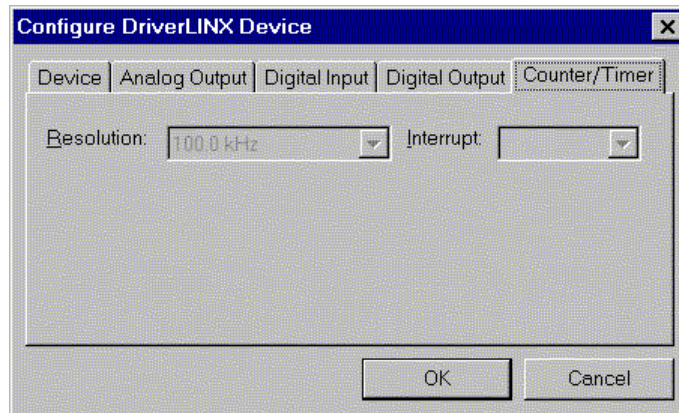 Configure DriverLINX Device
Device Analog Output Digital Input Digital Output Counter/Timer
Resolution: 100.0 kHz Interrupt:
OK Cancel